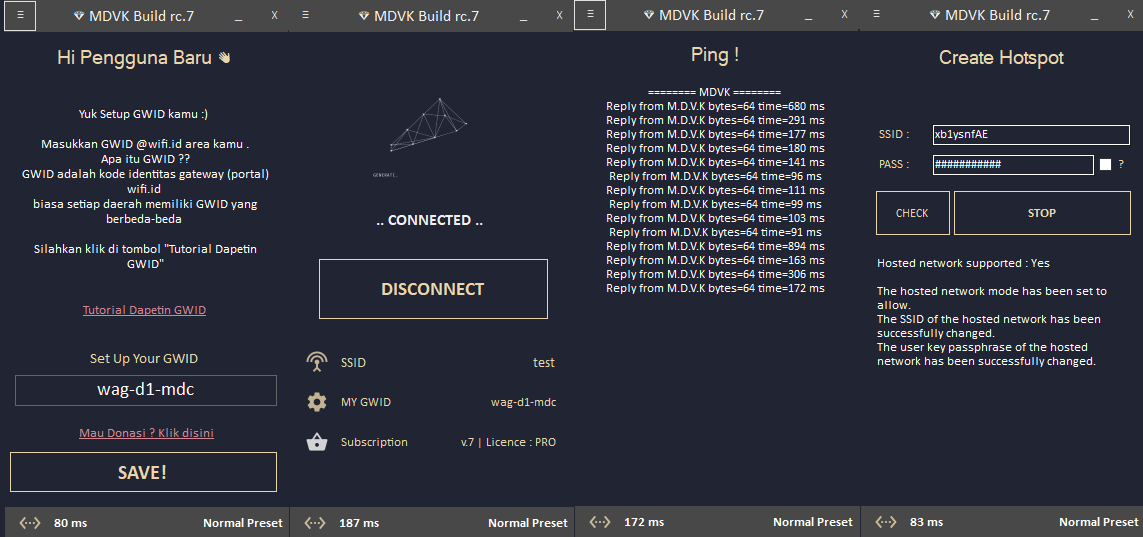 MDVK Build rc.7 _ X
Hi Pengguna Baru 👋
Yuk Setup GWID kamu :)
Masukkan GWID @wifi.id area kamu .
Apa itu GWID ??
GWID adalah kode identitas gateway (portal)
wifi.id
biasa setiap daerah memiliki GWID yang
berbeda-beda
Silahkan klik di tombol "Tutorial Dapetin
GWID"
Tutorial Dapetin GWID
Set Up Your GWID
wag-d1-mdc
Mau Donasi ? Klik disini
SAVE!
80 ms Normal Preset
MDVK Build rc.7 _ X
GENERATI..
.. CONNECTED ..
DISCONNECT
SSID test
MY GWID wag-d1-mdc
Subscription v.7 | Licence : PRO
187 ms Normal Preset
MDVK Build rc.7 _ X
Ping !
======== MDVK ========
Reply from M.D.V.K bytes=64 time=680 ms
Reply from M.D.V.K bytes=64 time=291 ms
Reply from M.D.V.K bytes=64 time=177 ms
Reply from M.D.V.K bytes=64 time=180 ms
Reply from M.D.V.K bytes=64 time=141 ms
Reply from M.D.V.K bytes=64 time=96 ms
Reply from M.D.V.K bytes=64 time=111 ms
Reply from M.D.V.K bytes=64 time=99 ms
Reply from M.D.V.K bytes=64 time=103 ms
Reply from M.D.V.K bytes=64 time=91 ms
Reply from M.D.V.K bytes=64 time=894 ms
Reply from M.D.V.K bytes=64 time=163 ms
Reply from M.D.V.K bytes=64 time=306 ms
Reply from M.D.V.K bytes=64 time=172 ms
172 ms Normal Preset
MDVK Build rc.7 _ X
Create Hotspot
SSID : xb1ysnfAE
PASS : ########### ?
CHECK STOP
Hosted network supported : Yes
The hosted network mode has been set to
allow.
The SSID of the hosted network has been
successfully changed.
The user key passphrase of the hosted
network has been successfully changed.
83 ms Normal Preset